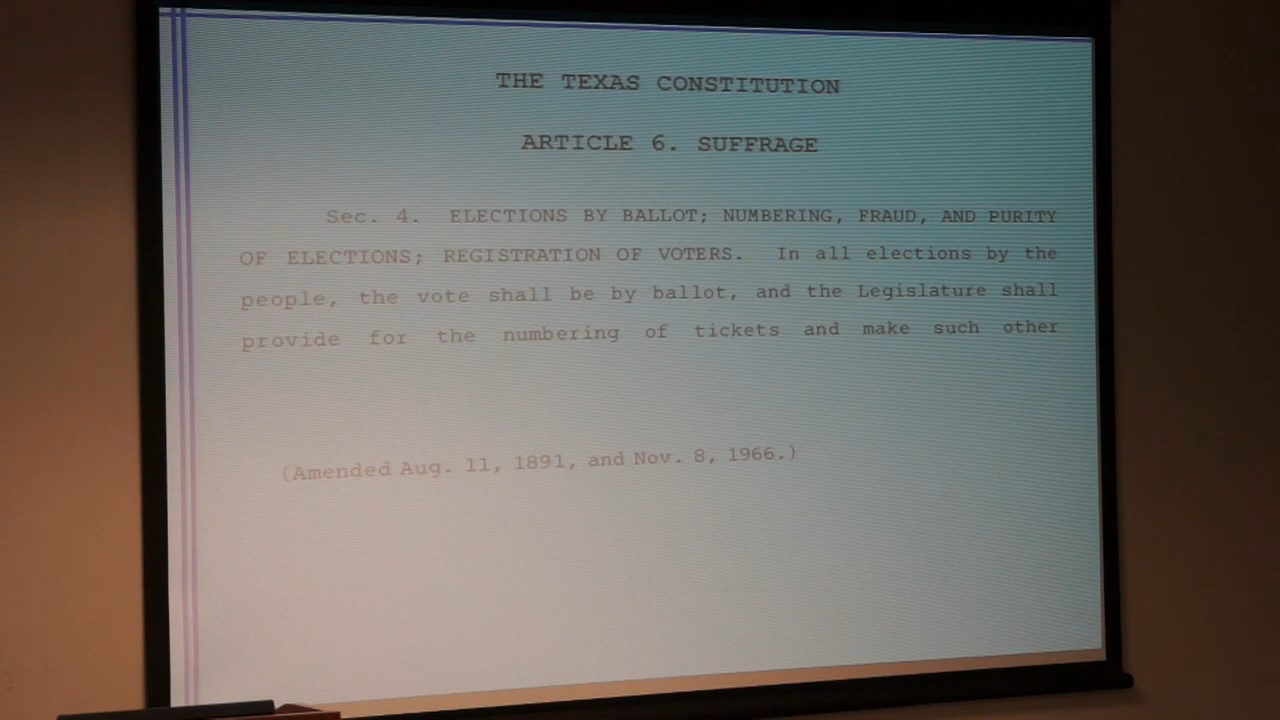 THE TEXAS CONSTITUTION
ARTICLE 6. SUFFRAGE
Sec. 4. ELECTIONS BY BALLOT; NUMBERING, FRAUD, AND PURITY
OF ELECTIONS; REGISTRATION OF VOTERS. In all elections by the
people, the vote shall be by ballot, and the Legislature shall
provide for the numbering of tickets and make such other
(Amended Aug. 11, 1891, and Nov. 8, 1966.)